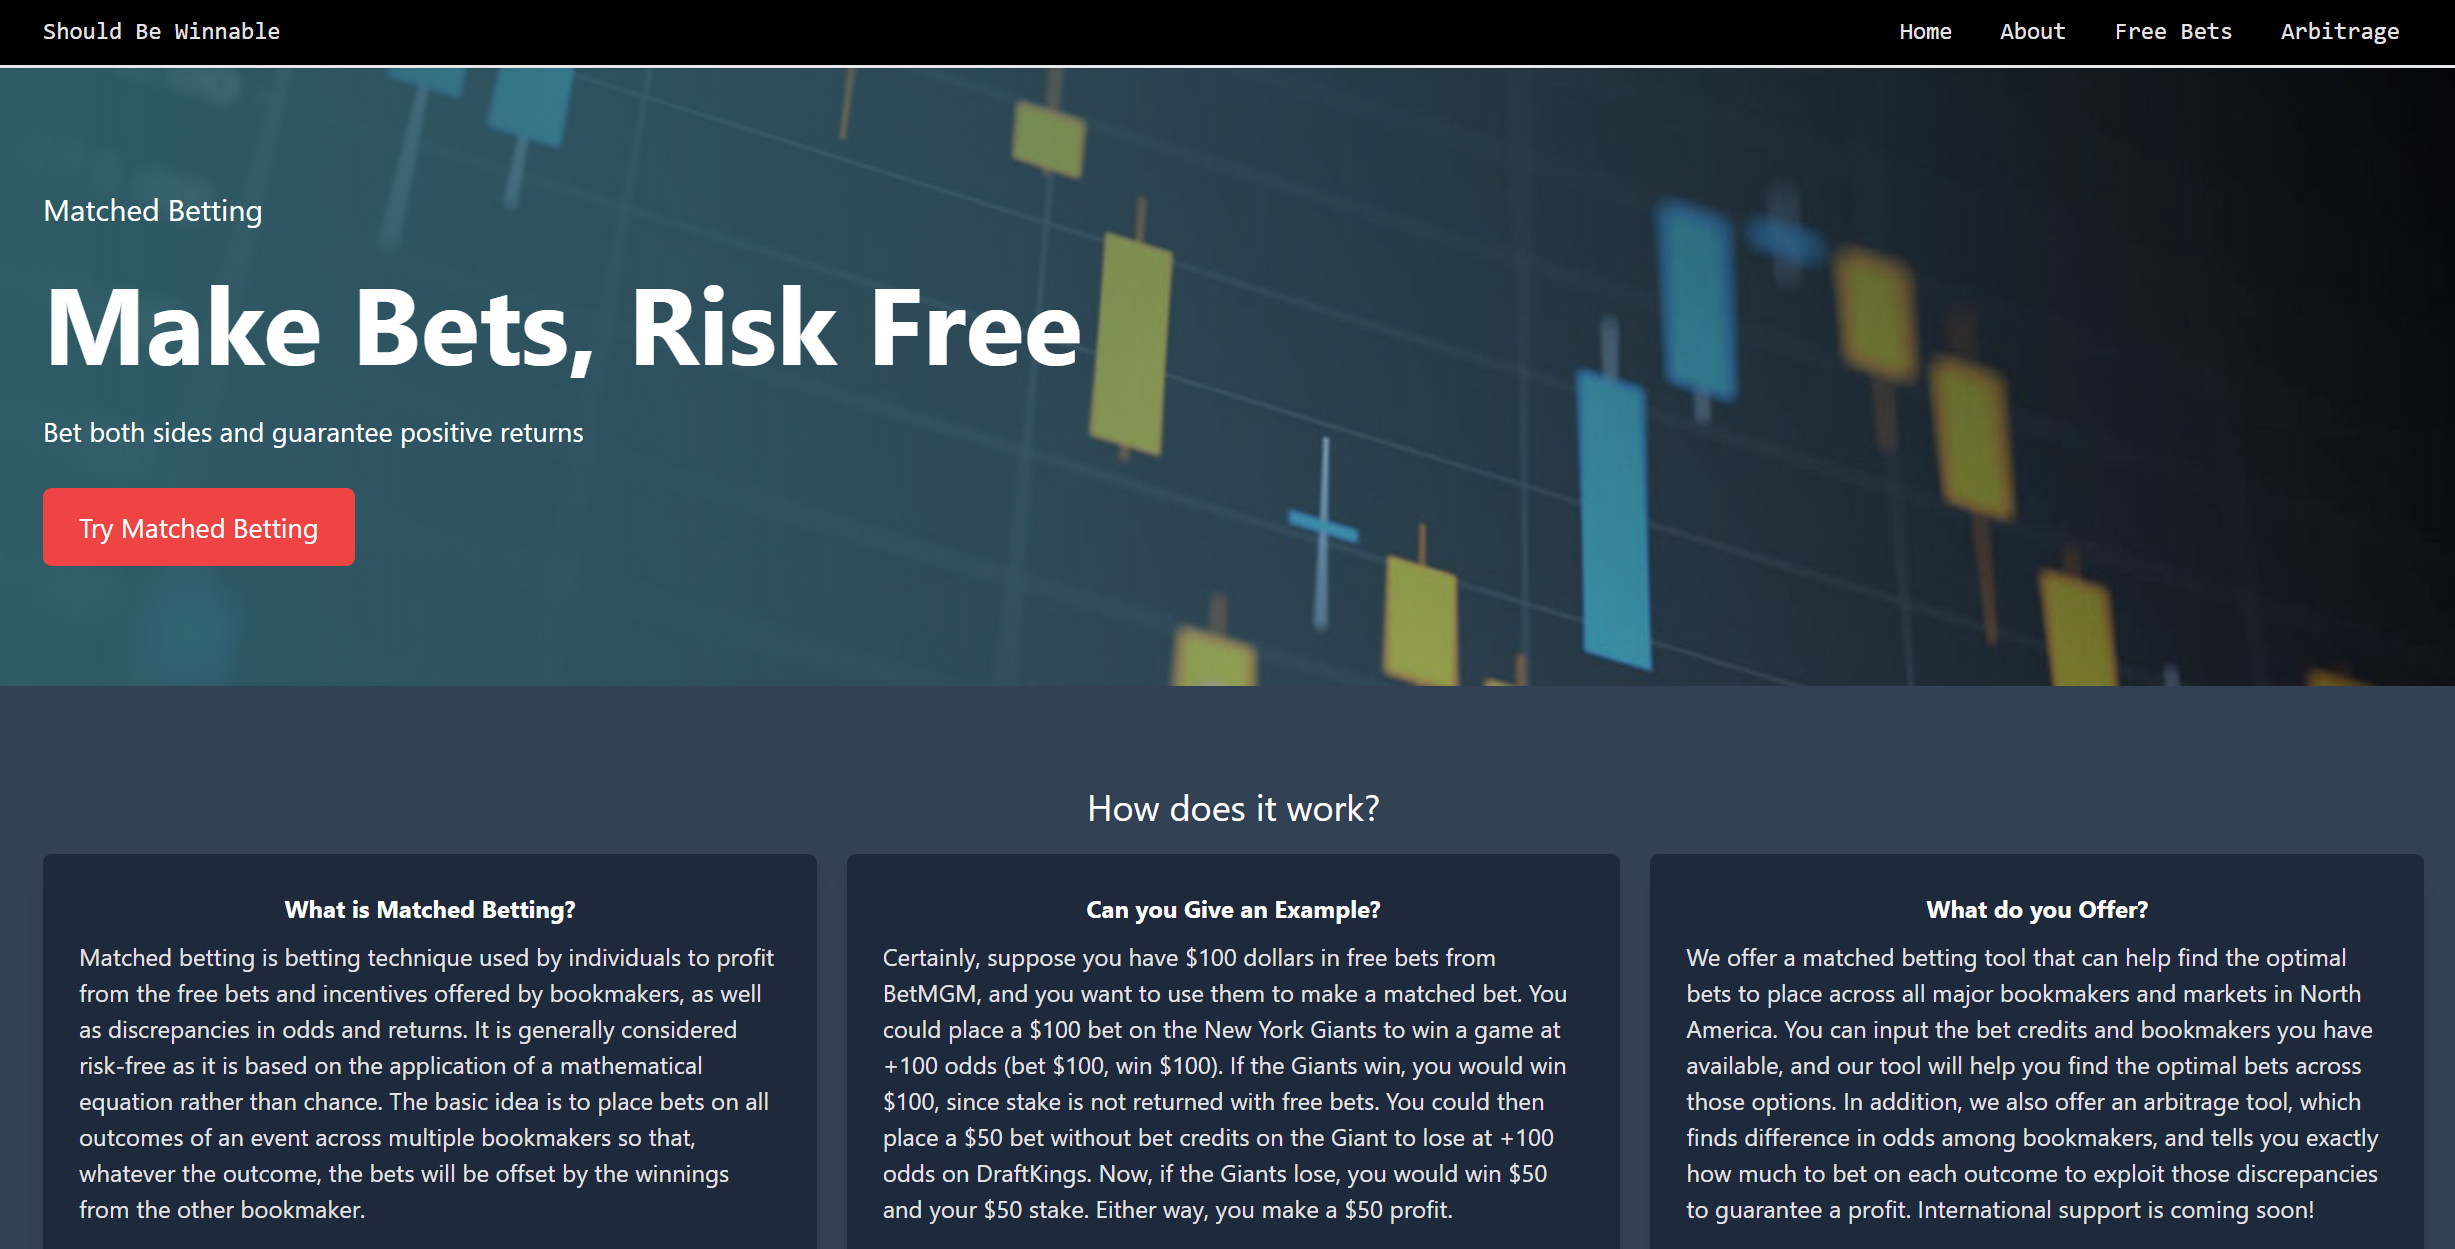 Should Be Winnable
Home About Free Bets Arbitrage
Matched Betting
Make Bets, Risk Free
Bet both sides and guarantee positive returns
Try Matched Betting
How does it work?
What is Matched Betting?
Matched betting is betting technique used by individuals to profit
from the free bets and incentives offered by bookmakers, as well
as discrepancies in odds and returns. It is generally considered
risk-free as it is based on the application of a mathematical
equation rather than chance. The basic idea is to place bets on all
outcomes of an event across multiple bookmakers so that,
whatever the outcome, the bets will be offset by the winnings
from the other bookmaker.
Can you Give an Example?
Certainly, suppose you have $100 dollars in free bets from
BetMGM, and you want to use them to make a matched bet. You
could place a $100 bet on the New York Giants to win a game at
+100 odds (bet $100, win $100). If the Giants win, you would win
$100, since stake is not returned with free bets. You could then
place a $50 bet without bet credits on the Giant to lose at +100
odds on DraftKings. Now, if the Giants lose, you would win $50
and your $50 stake. Either way, you make a $50 profit.
What do you Offer?
We offer a matched betting tool that can help find the optimal
bets to place across all major bookmakers and markets in North
America. You can input the bet credits and bookmakers you have
available, and our tool will help you find the optimal bets across
those options. In addition, we also offer an arbitrage tool, which
finds difference in odds among bookmakers, and tells you exactly
how much to bet on each outcome to exploit those discrepancies
to guarantee a profit. International support is coming soon!